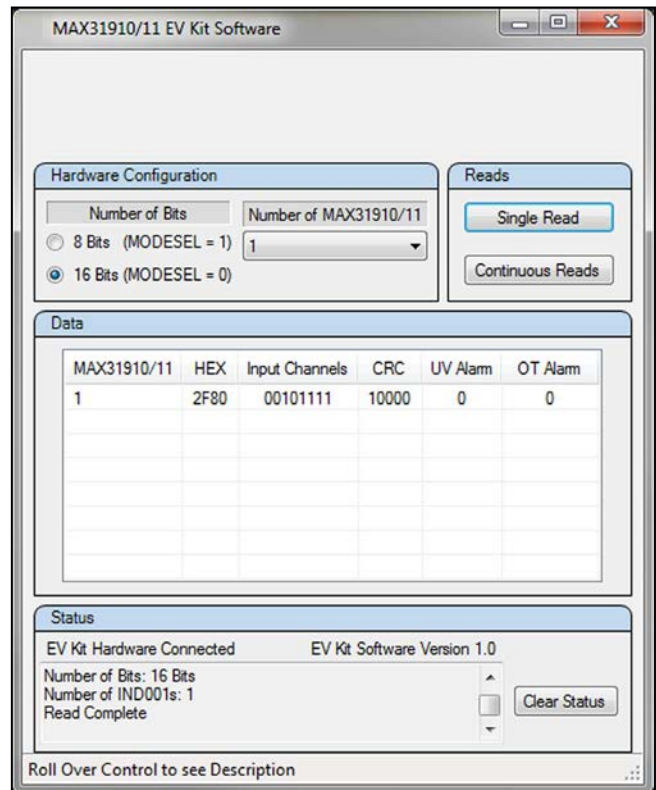 MAX31910/11 EV Kit Software
Hardware Configuration
Reads
Number of Bits
Number of MAX31910/11
8 Bits (MODESEL = 1)
1
16 Bits (MODESEL = 0)
Single Read
Continuous Reads
Data
MAX31910/11 HEX Input Channels CRC UV Alarm OT Alarm
1 2F80 00101111 10000 0 0
Status
EV Kit Hardware Connected EV Kit Software Version 1.0
Number of Bits: 16 Bits
Number of IND001s: 1
Read Complete
Clear Status
Roll Over Control to see Description